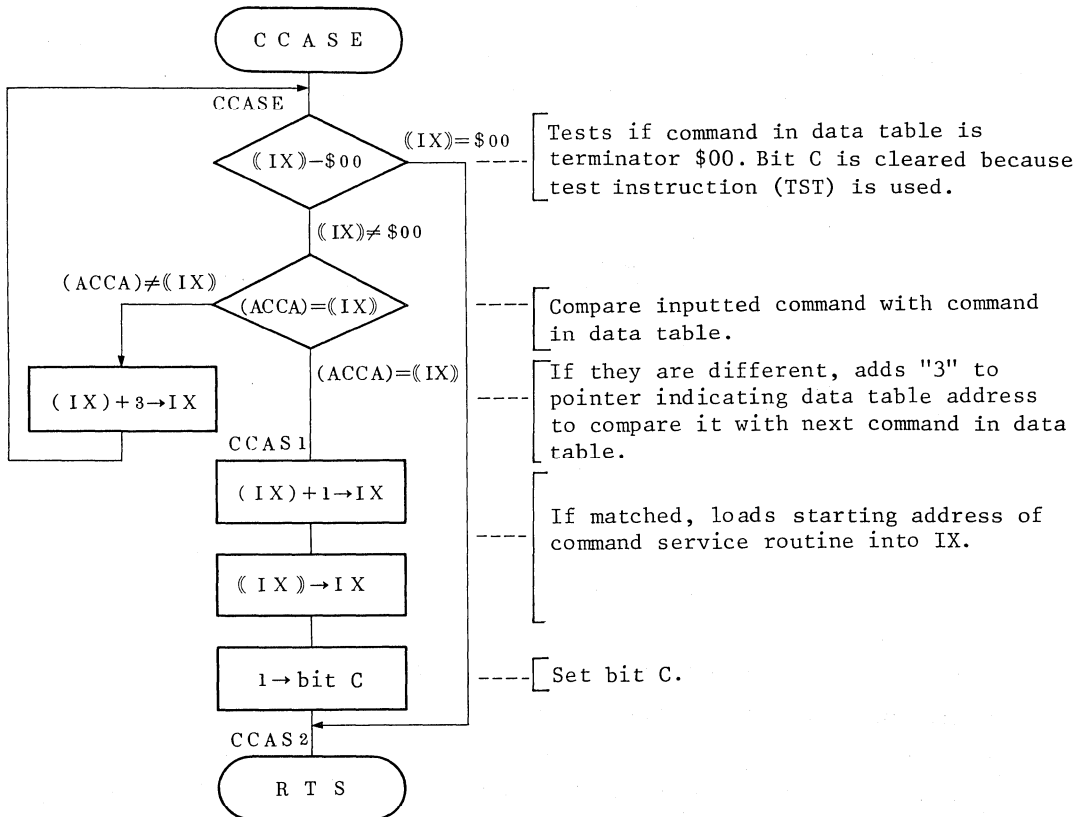 C C A S E
CCASE
⟪IX⟫=$00
⟪IX⟫−$00
Tests if command in data table is
terminator $00. Bit C is cleared because
test instruction (TST) is used.
⟪IX⟫≠$00
(ACCA)≠⟪IX⟫
(ACCA)=⟪IX⟫
Compare inputted command with command
in data table.
(ACCA)=⟪IX⟫
If they are different, adds "3" to
pointer indicating data table address
to compare it with next command in data
table.
(IX)+3→IX
CCAS1
(IX)+1→IX
If matched, loads starting address of
command service routine into IX.
⟪IX⟫→IX
1→bit C
Set bit C.
CCAS2
R T S